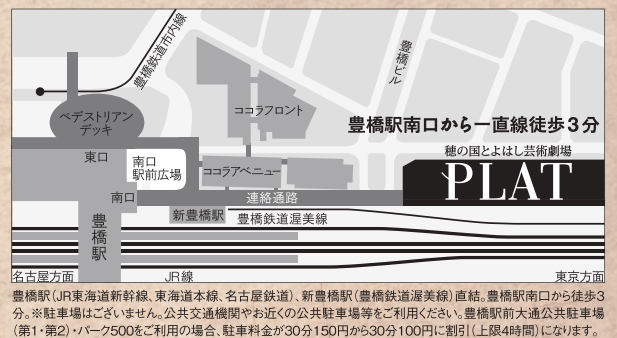 豊橋鉄道市内線
豊橋ビル
ココラフロント
ペデストリアン
デッキ
豊橋駅南口から一直線徒歩3分
穂の国とよはし芸術劇場
PLAT
東口
南口
駅前広場
ココラアベニュー
南口
連絡通路
豊橋駅
新豊橋駅
豊橋鉄道渥美線
名古屋方面
JR線
東京方面
豊橋駅(JR東海道新幹線、東海道本線、名古屋鉄道)、新豊橋駅(豊橋鉄道渥美線)直結。豊橋駅南口から徒歩3
分。※駐車場はございません。公共交通機関やお近くの公共駐車場等をご利用ください。豊橋駅前大通公共駐車場
(第1・第2)・パーク500をご利用の場合、駐車料金が30分150円から30分100円に割引(上限4時間)になります。